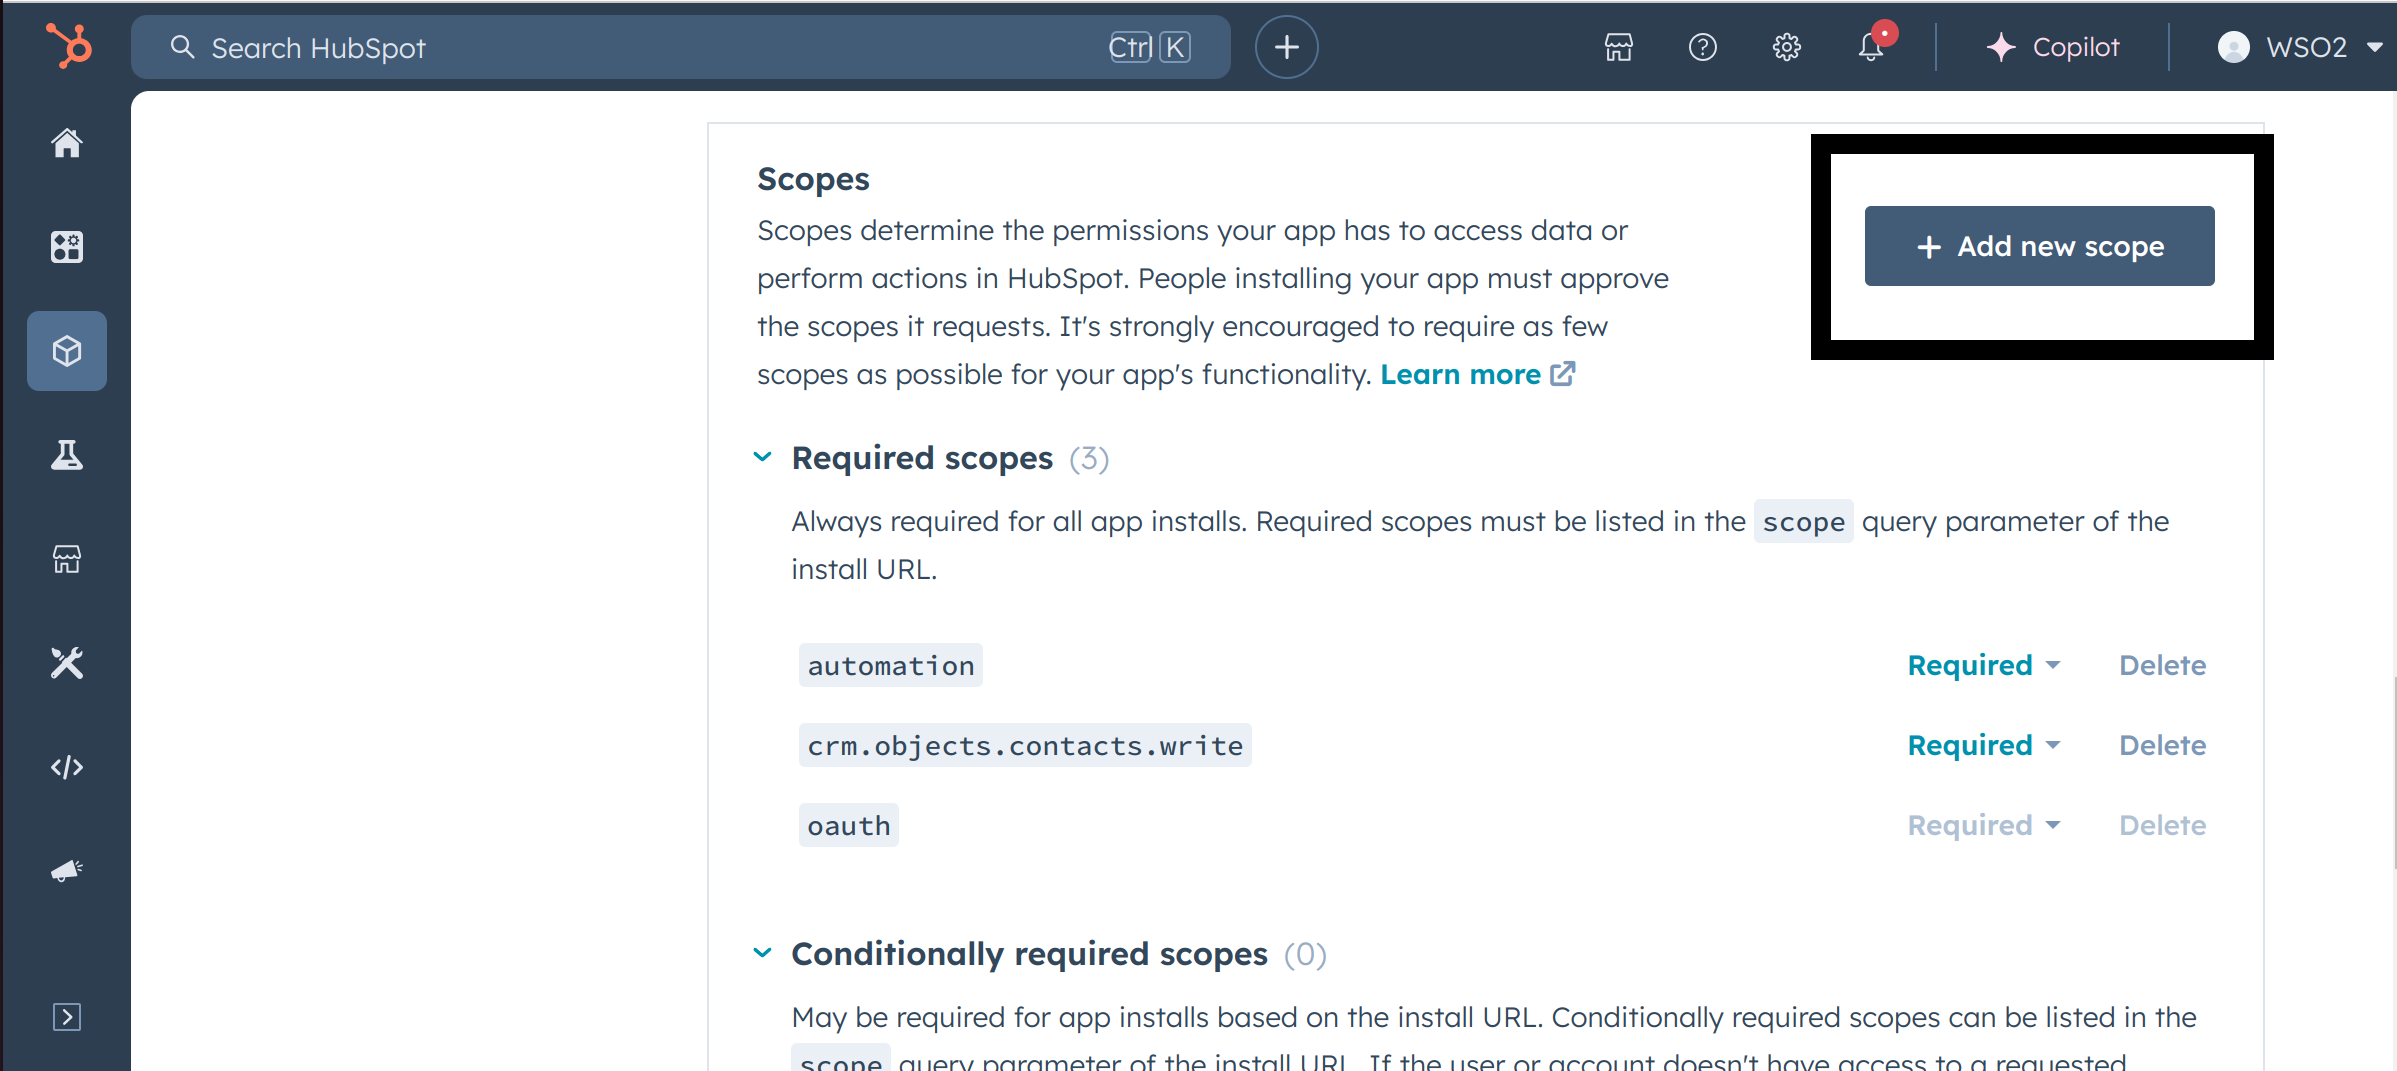 Search HubSpot Ctrl K Copilot WSO2
Scopes
Scopes determine the permissions your app has to access data or
perform actions in HubSpot. People installing your app must approve
the scopes it requests. It's strongly encouraged to require as few
scopes as possible for your app's functionality. Learn more
+ Add new scope
Required scopes (3)
Always required for all app installs. Required scopes must be listed in the scope query parameter of the
install URL.
automation Required Delete
crm.objects.contacts.write Required Delete
oauth Required Delete
Conditionally required scopes (0)
May be required for app installs based on the install URL. Conditionally required scopes can be listed in the
scope query parameter of the install URL. If the user or account doesn't have access to a requested